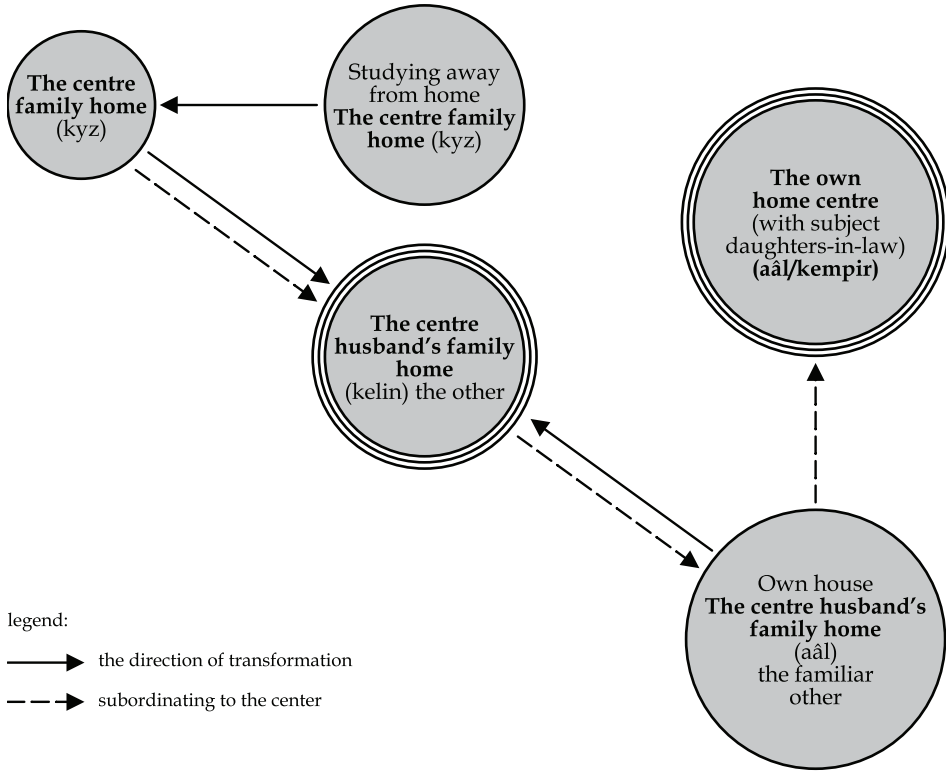 The centre
family home
(kyz)
Studying away
from home
The centre family
home (kyz)
The own
home centre
(with subject
daughters-in-law)
(aâl/kempir)
The centre
husband’s family
home
(kelin) the other
Own house
The centre husband’s
family home
(aâl)
the familiar
other
legend:
the direction of transformation
subordinating to the center